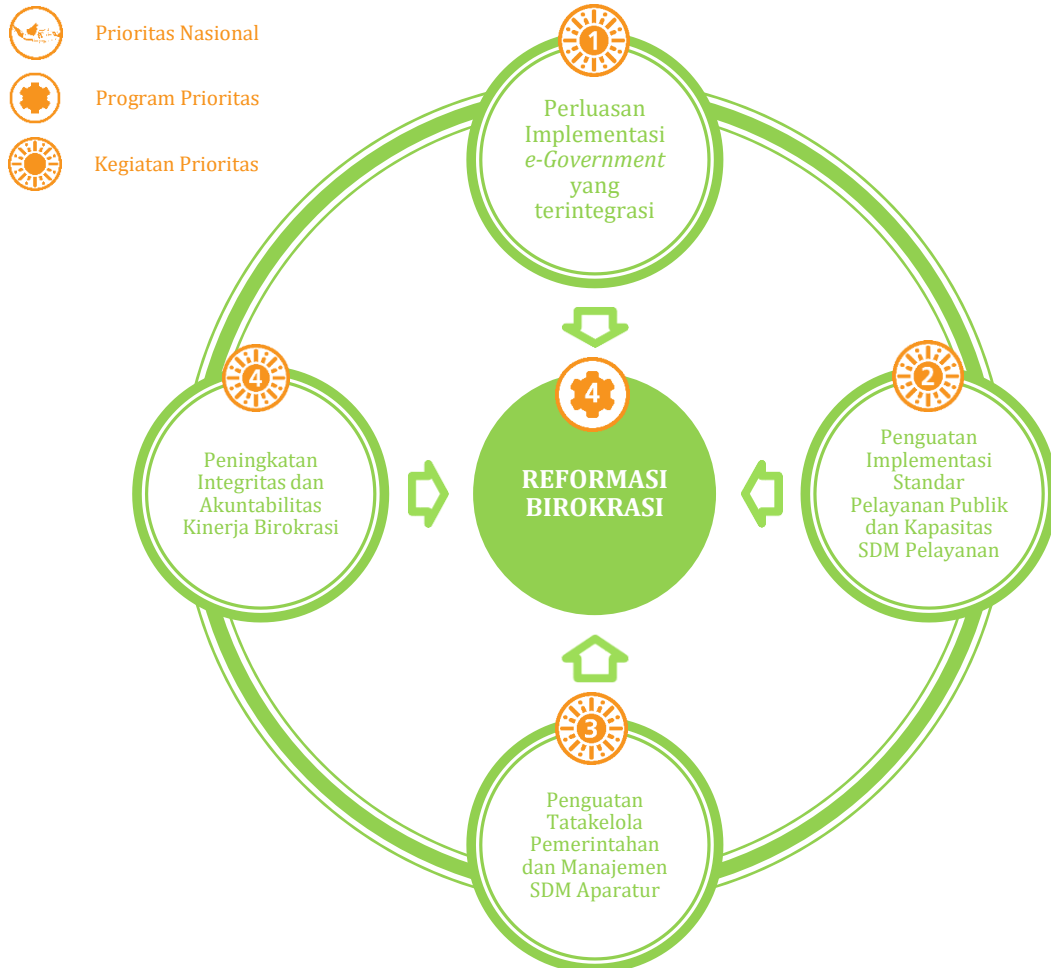 Prioritas Nasional
Program Prioritas
Kegiatan Prioritas
1
Perluasan
Implementasi
e-Government
yang
terintegrasi
2
Penguatan
Implementasi
Standar
Pelayanan Publik
dan Kapasitas
SDM Pelayanan
3
Penguatan
Tatakelola
Pemerintahan
dan Manajemen
SDM Aparatur
4
Peningkatan
Integritas dan
Akuntabilitas
Kinerja Birokrasi
4
REFORMASI
BIROKRASI